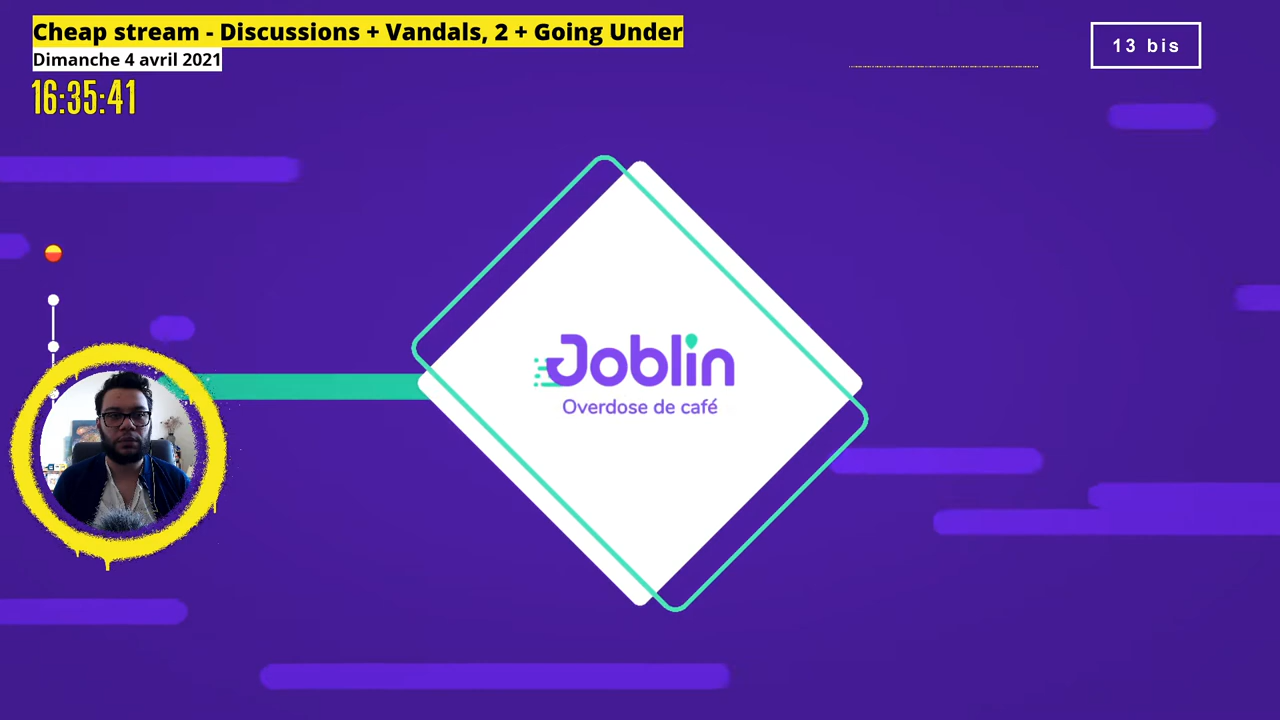 Cheap stream - Discussions + Vandals, 2 + Going Under
Dimanche 4 avril 2021
13 bis
16:35:41
Joblin
Overdose de café